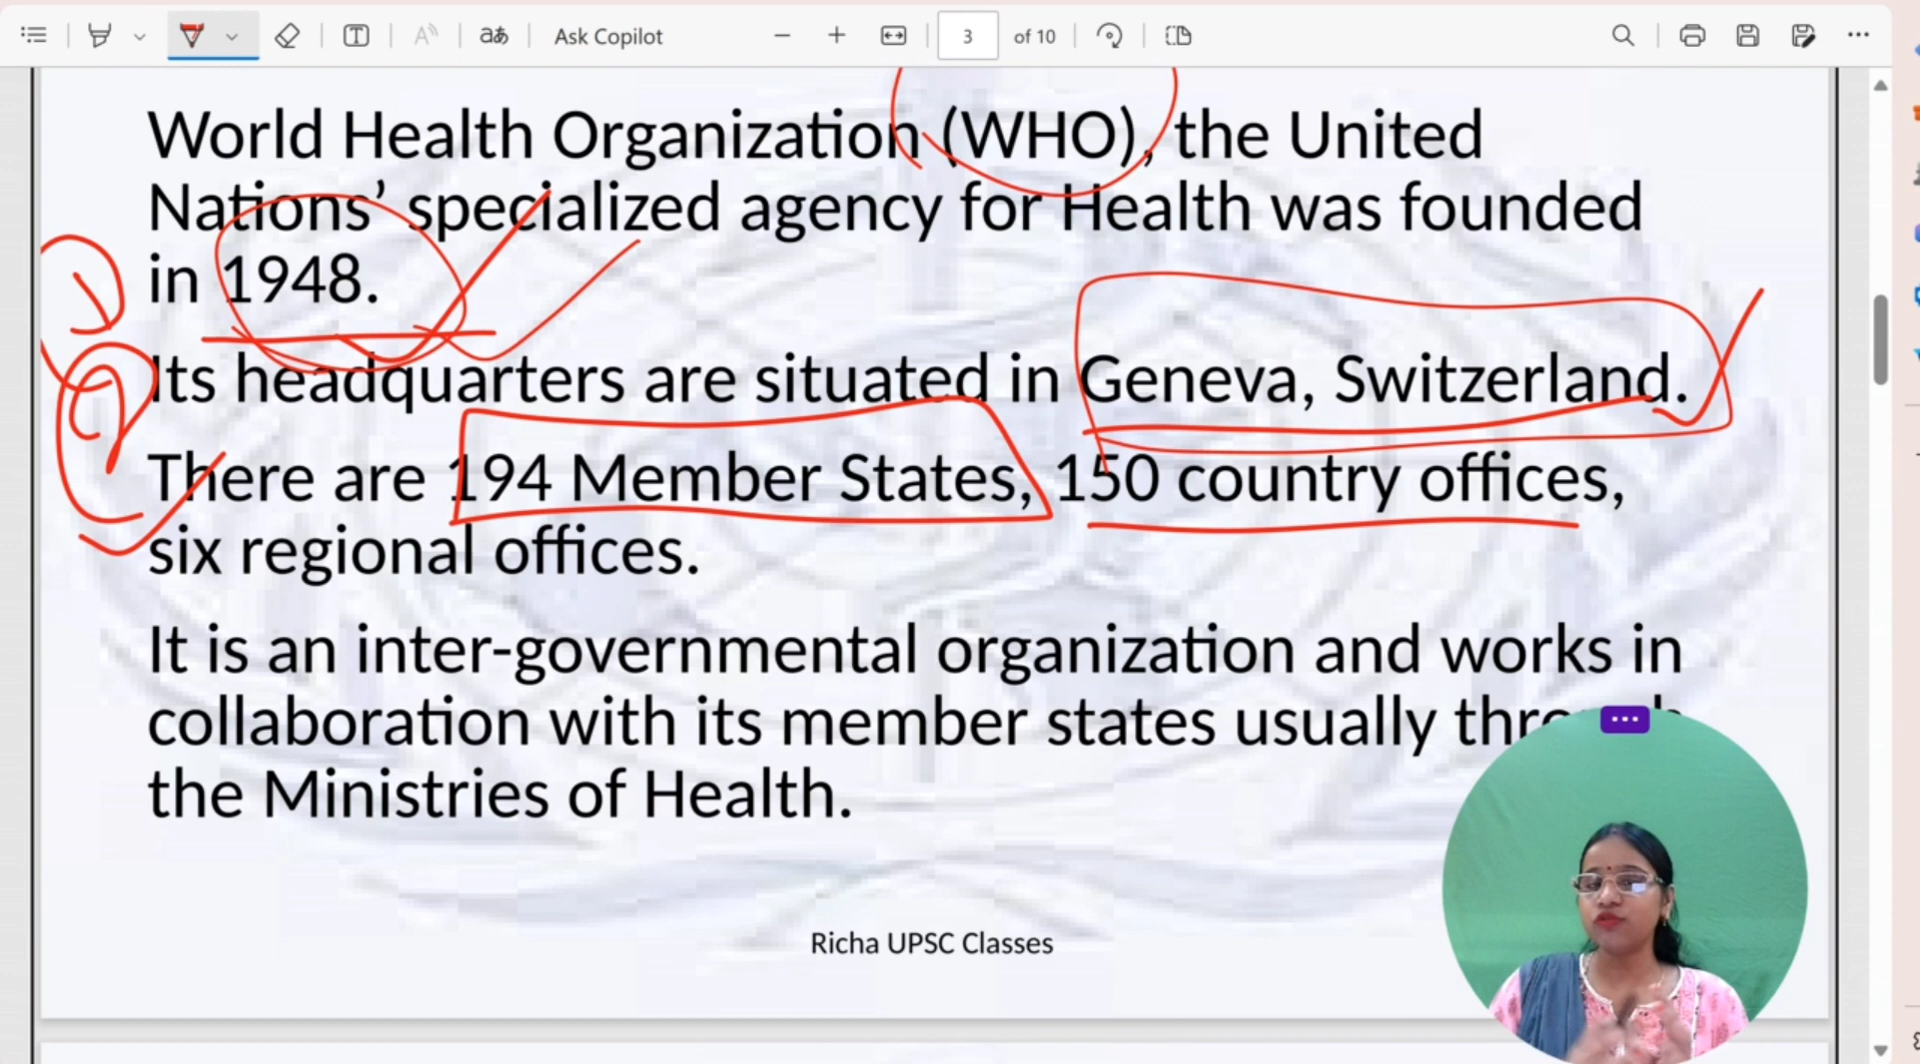 Ask Copilot
3 of 10
World Health Organization (WHO), the United
Nations’ specialized agency for Health was founded
in 1948.
Its headquarters are situated in Geneva, Switzerland.
There are 194 Member States, 150 country offices,
six regional offices.
It is an inter-governmental organization and works in
collaboration with its member states usually
the Ministries of Health.
Richa UPSC Classes